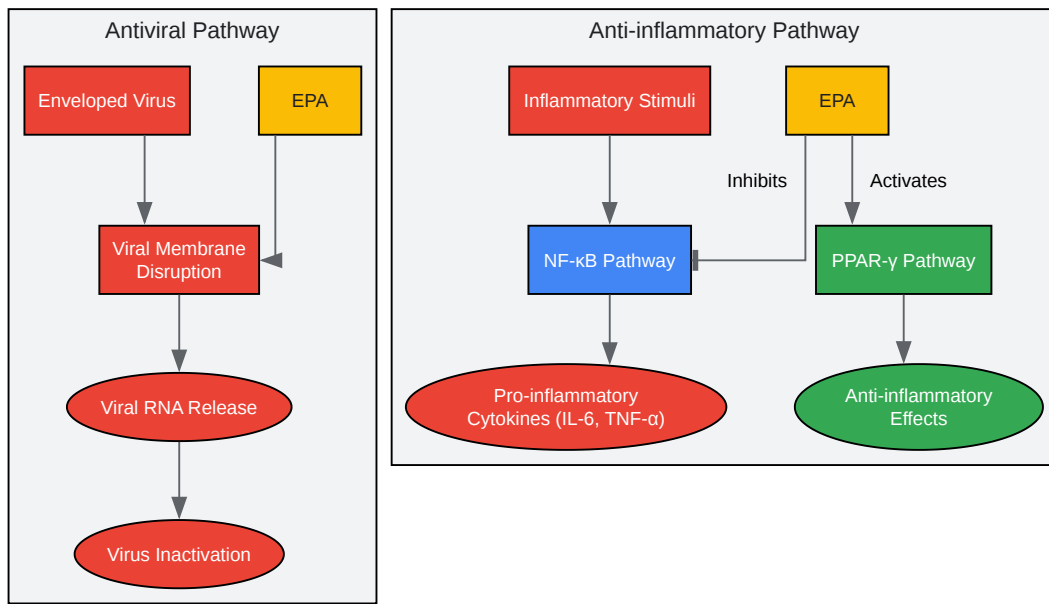 Antiviral Pathway
Enveloped Virus
EPA
Viral Membrane
Disruption
Viral RNA Release
Virus Inactivation
Anti-inflammatory Pathway
Inflammatory Stimuli
EPA
Inhibits
Activates
NF-κB Pathway
PPAR-γ Pathway
Pro-inflammatory
Cytokines (IL-6, TNF-α)
Anti-inflammatory
Effects